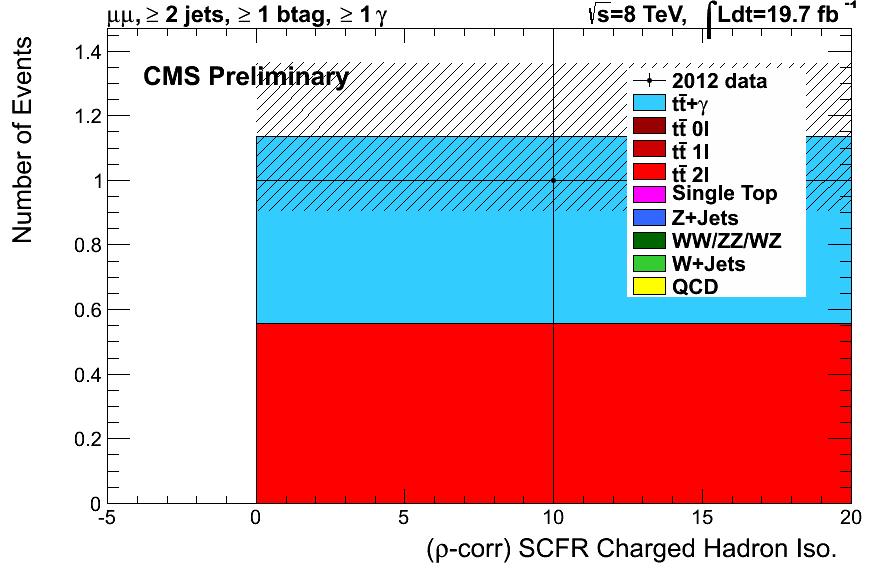 μμ, ≥ 2 jets, ≥ 1 btag, ≥ 1 γ
√s=8 TeV, ∫Ldt=19.7 fb⁻¹
CMS Preliminary
2012 data
tt̄+γ
tt̄ 0l
tt̄ 1l
tt̄ 2l
Single Top
Z+Jets
WW/ZZ/WZ
W+Jets
QCD
Number of Events
1.4
1.2
1
0.8
0.6
0.4
0.2
0
-5 0 5 10 15 20
(ρ-corr) SCFR Charged Hadron Iso.